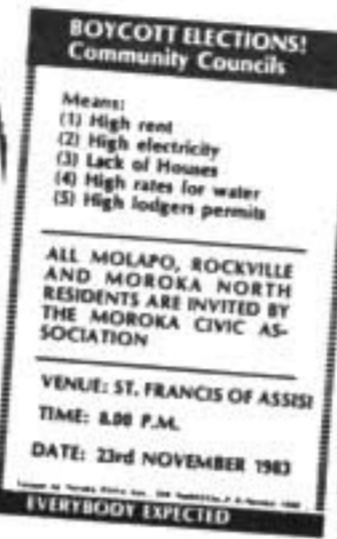 BOYCOTT ELECTIONS!
Community Councils
Means:
(1) High rent
(2) High electricity
(3) Lack of Houses
(4) High rates for water
(5) High lodgers permits
ALL MOLAPO, ROCKVILLE
AND MOROKA NORTH
RESIDENTS ARE INVITED BY
THE MOROKA CIVIC AS-
SOCIATION
VENUE: ST. FRANCIS OF ASSISI
TIME: 8.00 P.M.
DATE: 23rd NOVEMBER 1983
EVERYBODY EXPECTED